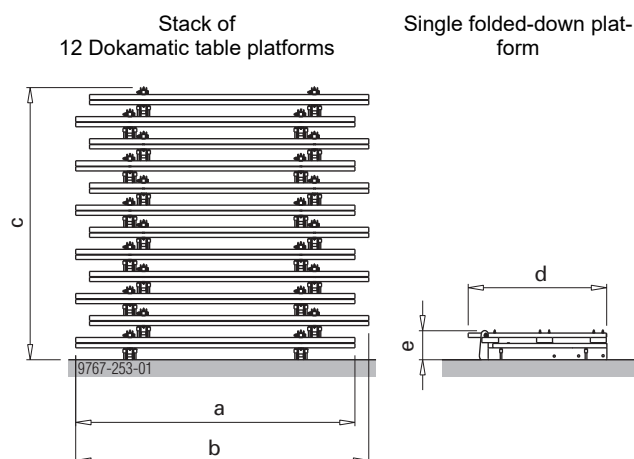 Stack of
12 Dokamatic table platforms
Single folded-down plat-
form
c
9767-253-01
a
b
d
e